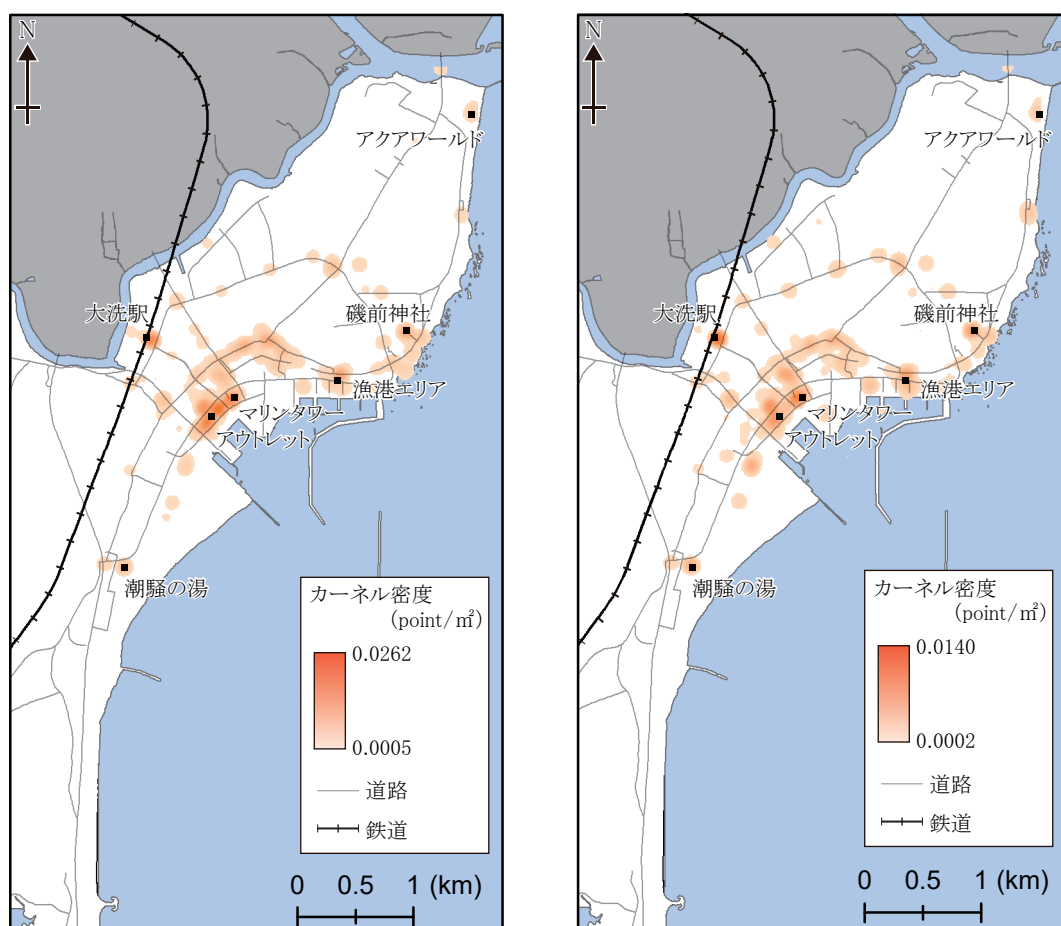 N
アクアワールド
大洗駅
磯前神社
漁港エリア
マリンタワー
アウトレット
潮騒の湯
カーネル密度
(point/㎡)
0.0262
0.0005
道路
鉄道
0 0.5 1 (km)
N
アクアワールド
大洗駅
磯前神社
漁港エリア
マリンタワー
アウトレット
潮騒の湯
カーネル密度
(point/㎡)
0.0140
0.0002
道路
鉄道
0 0.5 1 (km)